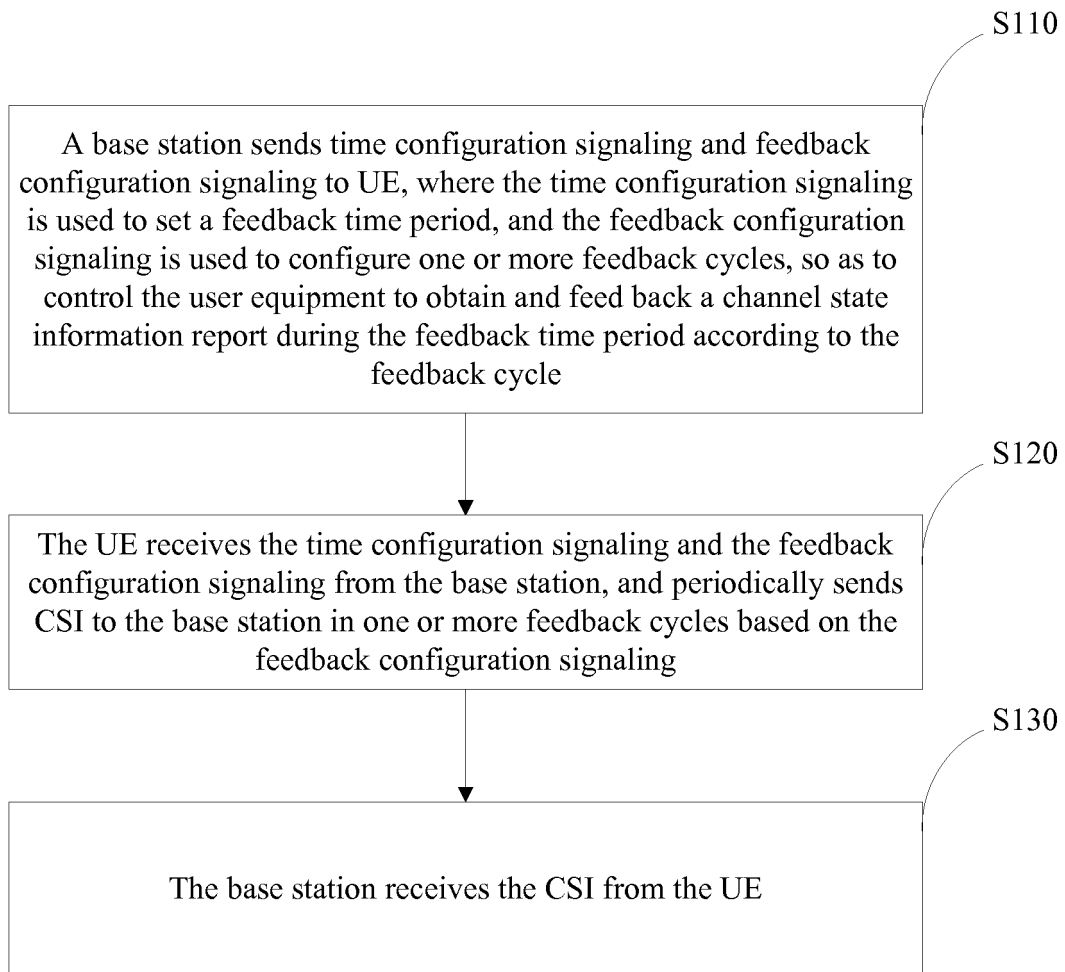 S110
A base station sends time configuration signaling and feedback
configuration signaling to UE, where the time configuration signaling
is used to set a feedback time period, and the feedback configuration
signaling is used to configure one or more feedback cycles, so as to
control the user equipment to obtain and feed back a channel state
information report during the feedback time period according to the
feedback cycle
S120
The UE receives the time configuration signaling and the feedback
configuration signaling from the base station, and periodically sends
CSI to the base station in one or more feedback cycles based on the
feedback configuration signaling
S130
The base station receives the CSI from the UE